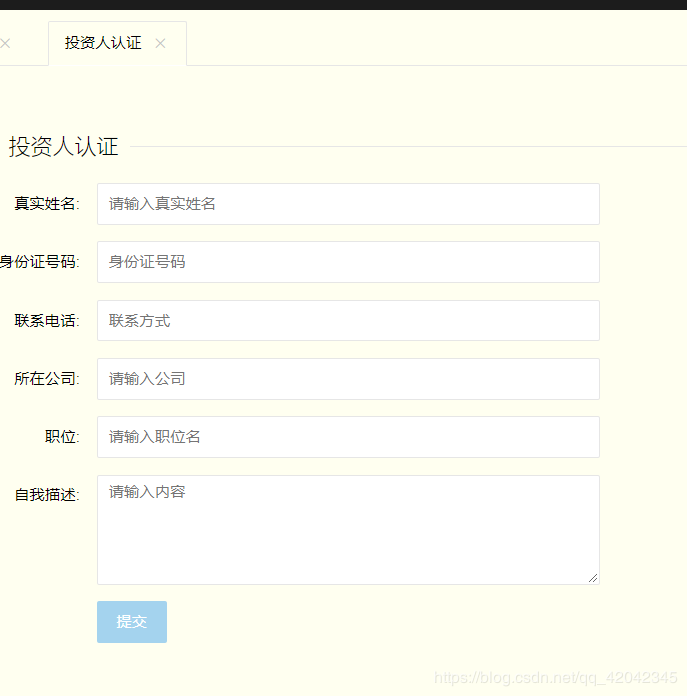 投资人认证
投资人认证
真实姓名: 请输入真实姓名
身份证号码: 身份证号码
联系电话: 联系方式
所在公司: 请输入公司
职位: 请输入职位名
自我描述: 请输入内容
提交
https://blog.csdn.net/qq_42042345